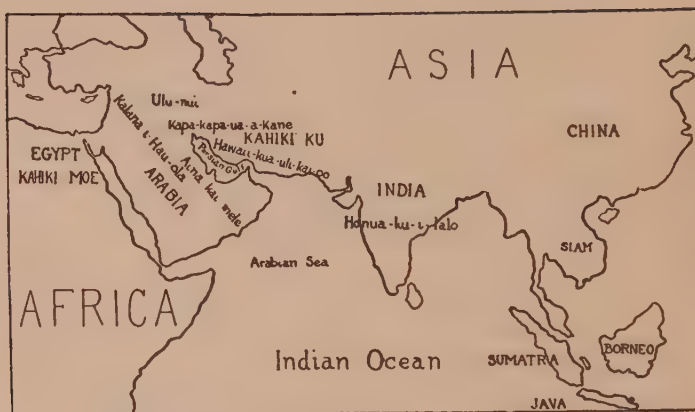 ASIA
Ulu-nui
Kapa-kapa-ua-a-Kane
KAHIKI KU
Hawaii-kua-uli-kai-oo
Kalana i Hau-ola
Persian Gulf
Aina kai mele
ARABIA
EGYPT
KAHIKI MOE
CHINA
INDIA
Honua-ku-i-lalo
SIAM
Arabian Sea
AFRICA
Indian Ocean
SUMATRA
BORNEO
JAVA